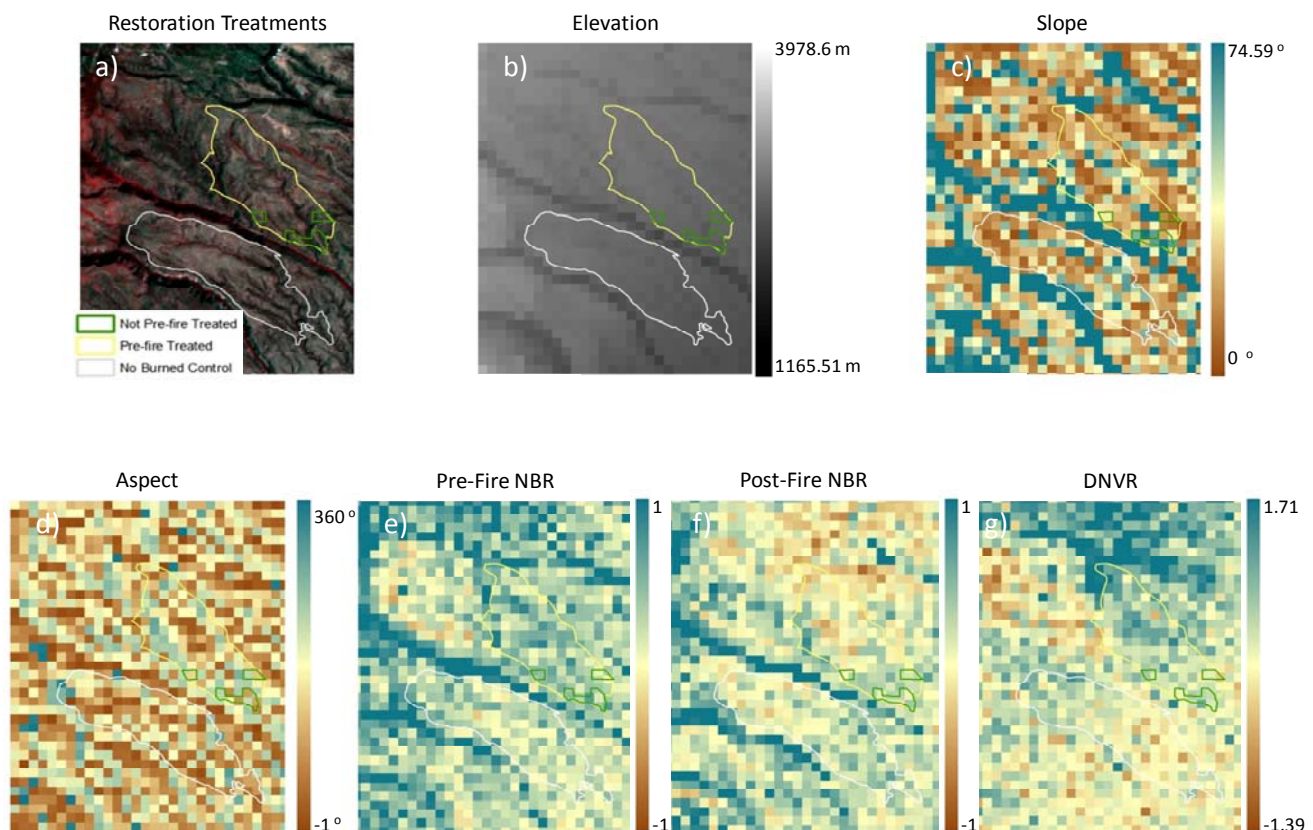 Restoration Treatments
Elevation
Slope
a)
b)
c)
3978.6 m
1165.51 m
74.59 º
0 º
Not Pre-fire Treated
Pre-fire Treated
No Burned Control
Aspect
Pre-Fire NBR
Post-Fire NBR
DNVR
d)
e)
f)
g)
360 º
-1 º
1
-1
1
-1
1.71
-1.39